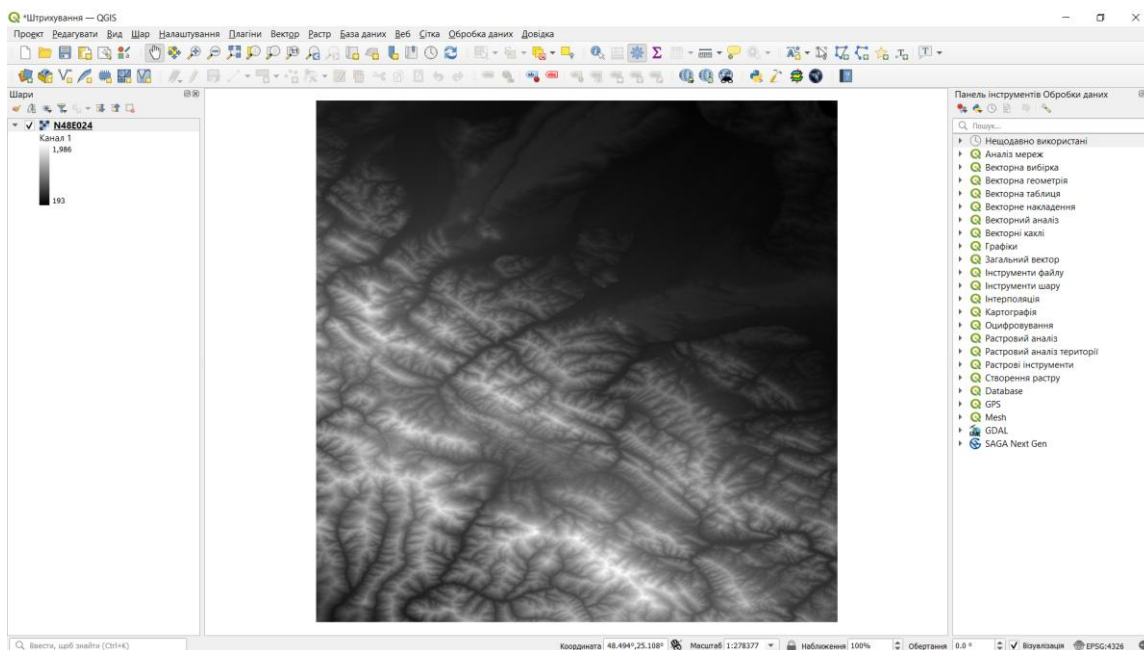 *Штрихування — QGIS
Проєкт Редагувати Вид Шар Налаштування Плагіни Вектор Растр База даних Веб Сітка Обробка даних Довідка
Шари
N48E024
Канал 1
1,986
193
Панель інструментів Обробки даних
Пошук...
Нещодавно використані
Аналіз мереж
Векторна вибірка
Векторна геометрія
Векторна таблиця
Векторне накладення
Векторний аналіз
Векторні кахлі
Графіки
Загальний вектор
Інструменти файлу
Інструменти шару
Інтерполяція
Картографія
Оцифровування
Растровий аналіз
Растровий аналіз території
Растрові інструменти
Створення растру
Database
GPS
Mesh
GDAL
SAGA Next Gen
Ввести, щоб знайти (Ctrl+K)
Координата 48.494°,25.108° Масштаб 1:278377 Наближення 100% Обертання 0.0 ° Візуалізація EPSG:4326